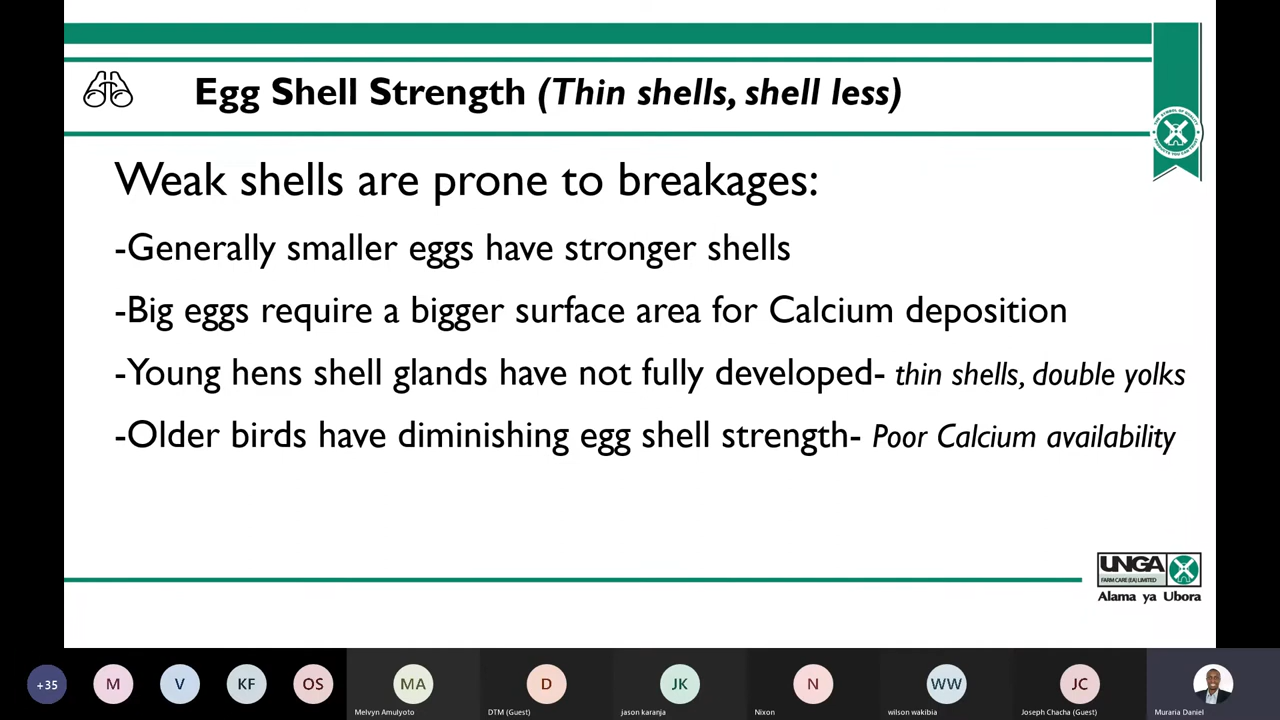 Egg Shell Strength (Thin shells, shell less)
Weak shells are prone to breakages:
-Generally smaller eggs have stronger shells
-Big eggs require a bigger surface area for Calcium deposition
-Young hens shell glands have not fully developed- thin shells, double yolks
-Older birds have diminishing egg shell strength- Poor Calcium availability
UNGA
FARM CARE (EA) LIMITED
Alama ya Ubora
+35 M V KF OS MA D JK N WW JC
Melvyn Amulyoto DTM (Guest) jason karanja Nixon wilson wakibia Joseph Chacha (Guest) Muraria Daniel